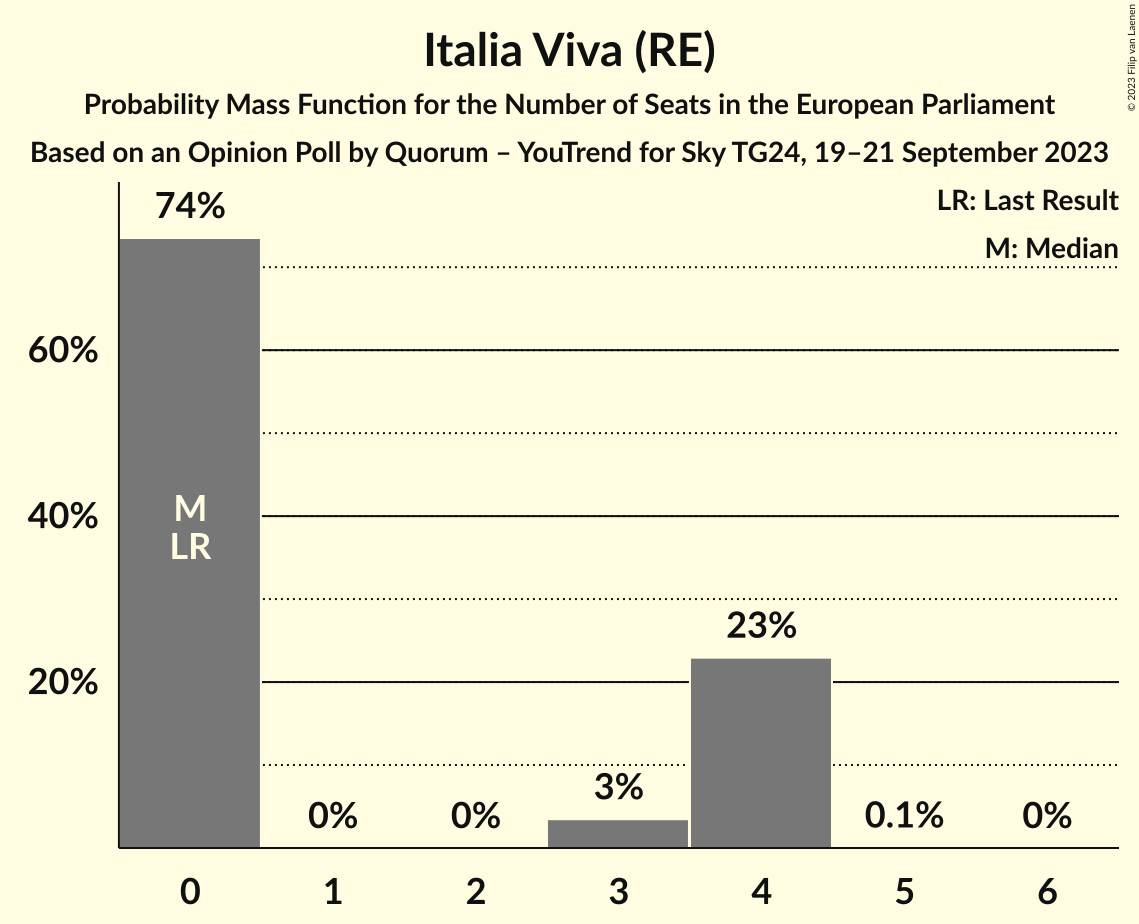 Italia Viva (RE)
Probability Mass Function for the Number of Seats in the European Parliament
Based on an Opinion Poll by Quorum – YouTrend for Sky TG24, 19–21 September 2023
© 2023 Filip van Laenen
LR: Last Result
M: Median
74%
60%
40%
20%
M
LR
0%
0%
3%
23%
0.1%
0%
0 1 2 3 4 5 6